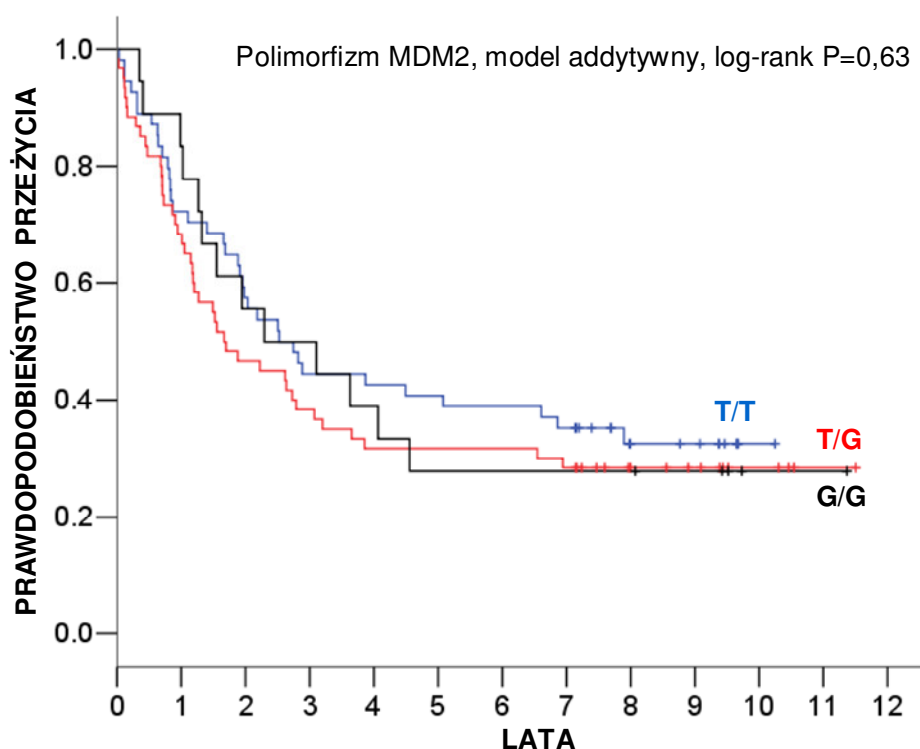 Polimorfizm MDM2, model addytywny, log-rank P=0,63
PRAWDOPODOBIEŃSTWO PRZEŻYCIA
1.0
0.8
0.6
0.4
0.2
0.0
T/T
T/G
G/G
0 1 2 3 4 5 6 7 8 9 10 11 12
LATA